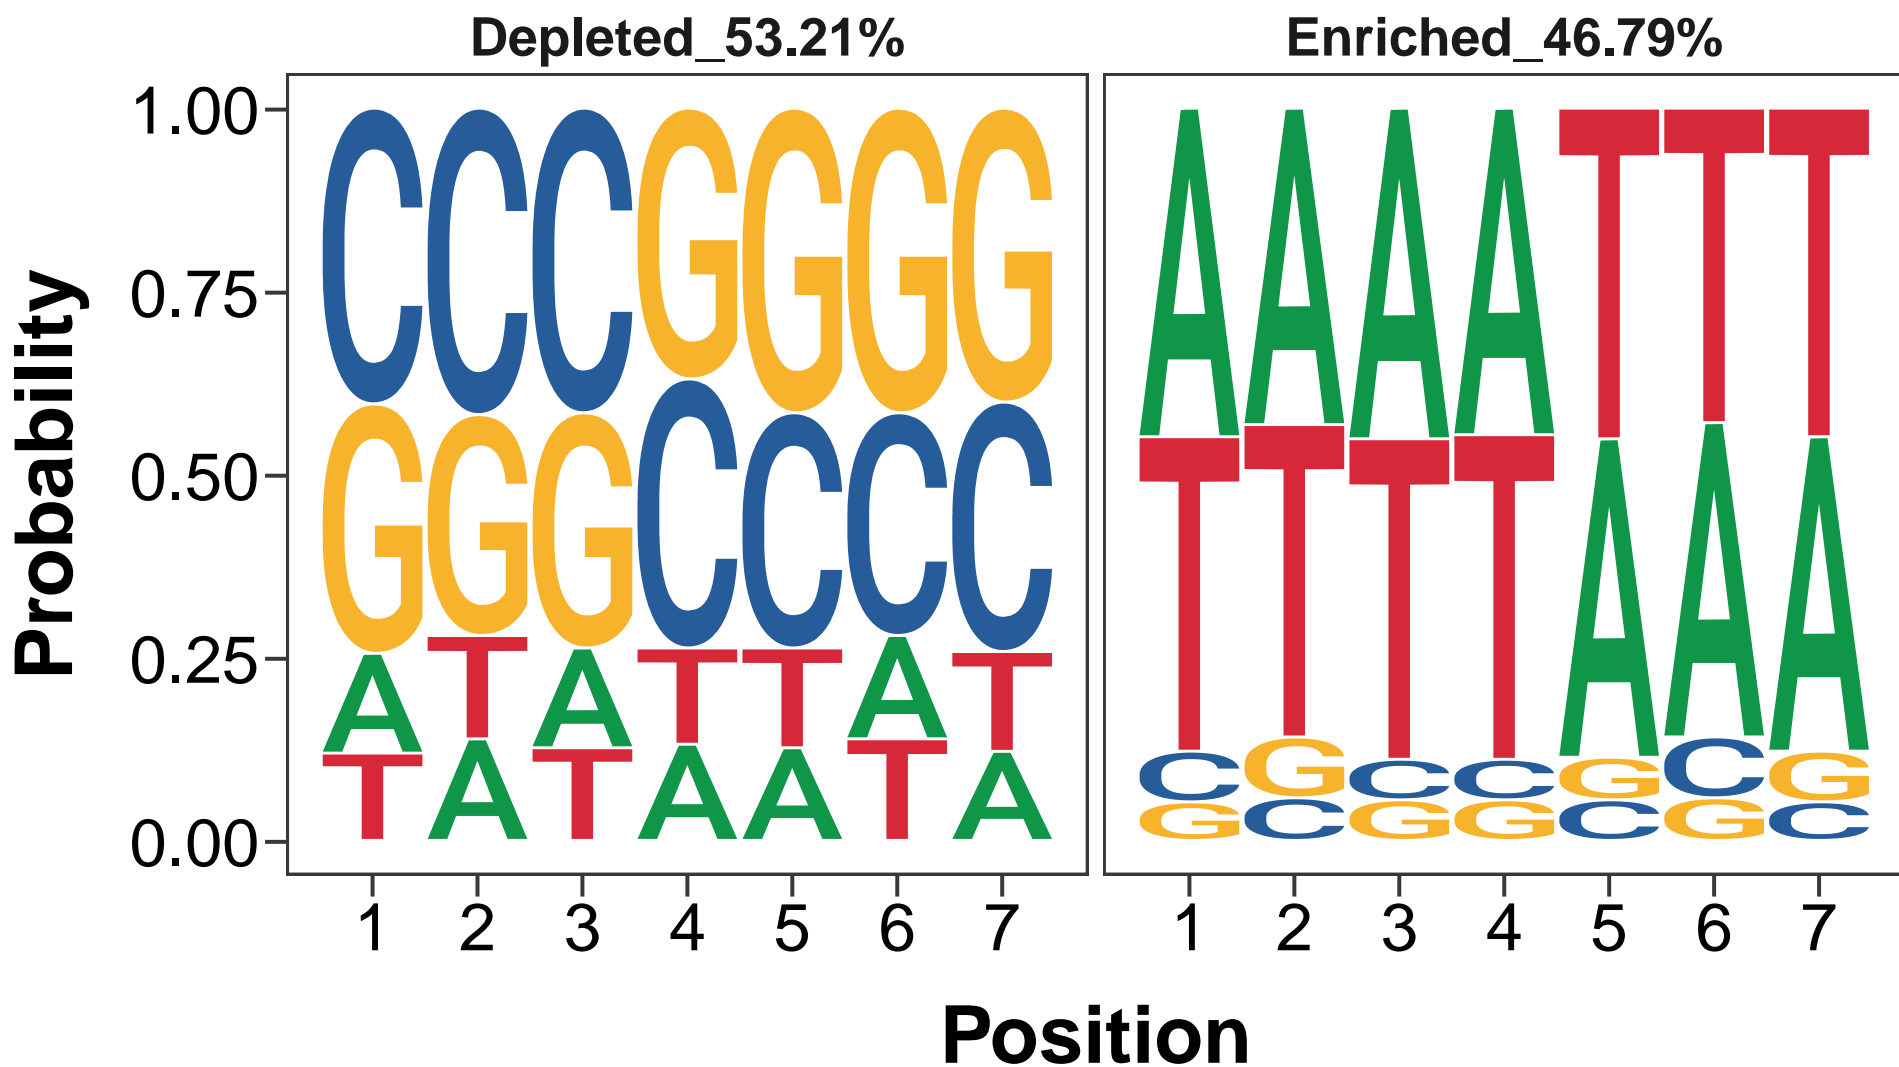 Depleted_53.21% Enriched_46.79%
Probability
1.00
0.75
0.50
0.25
0.00
CCCGGGG
GGGCCCC
ATATTAT
TATAATA
AAAATTT
TTTTAAA
CGCCGCG
GCGGCGC
1 2 3 4 5 6 7 1 2 3 4 5 6 7
Position